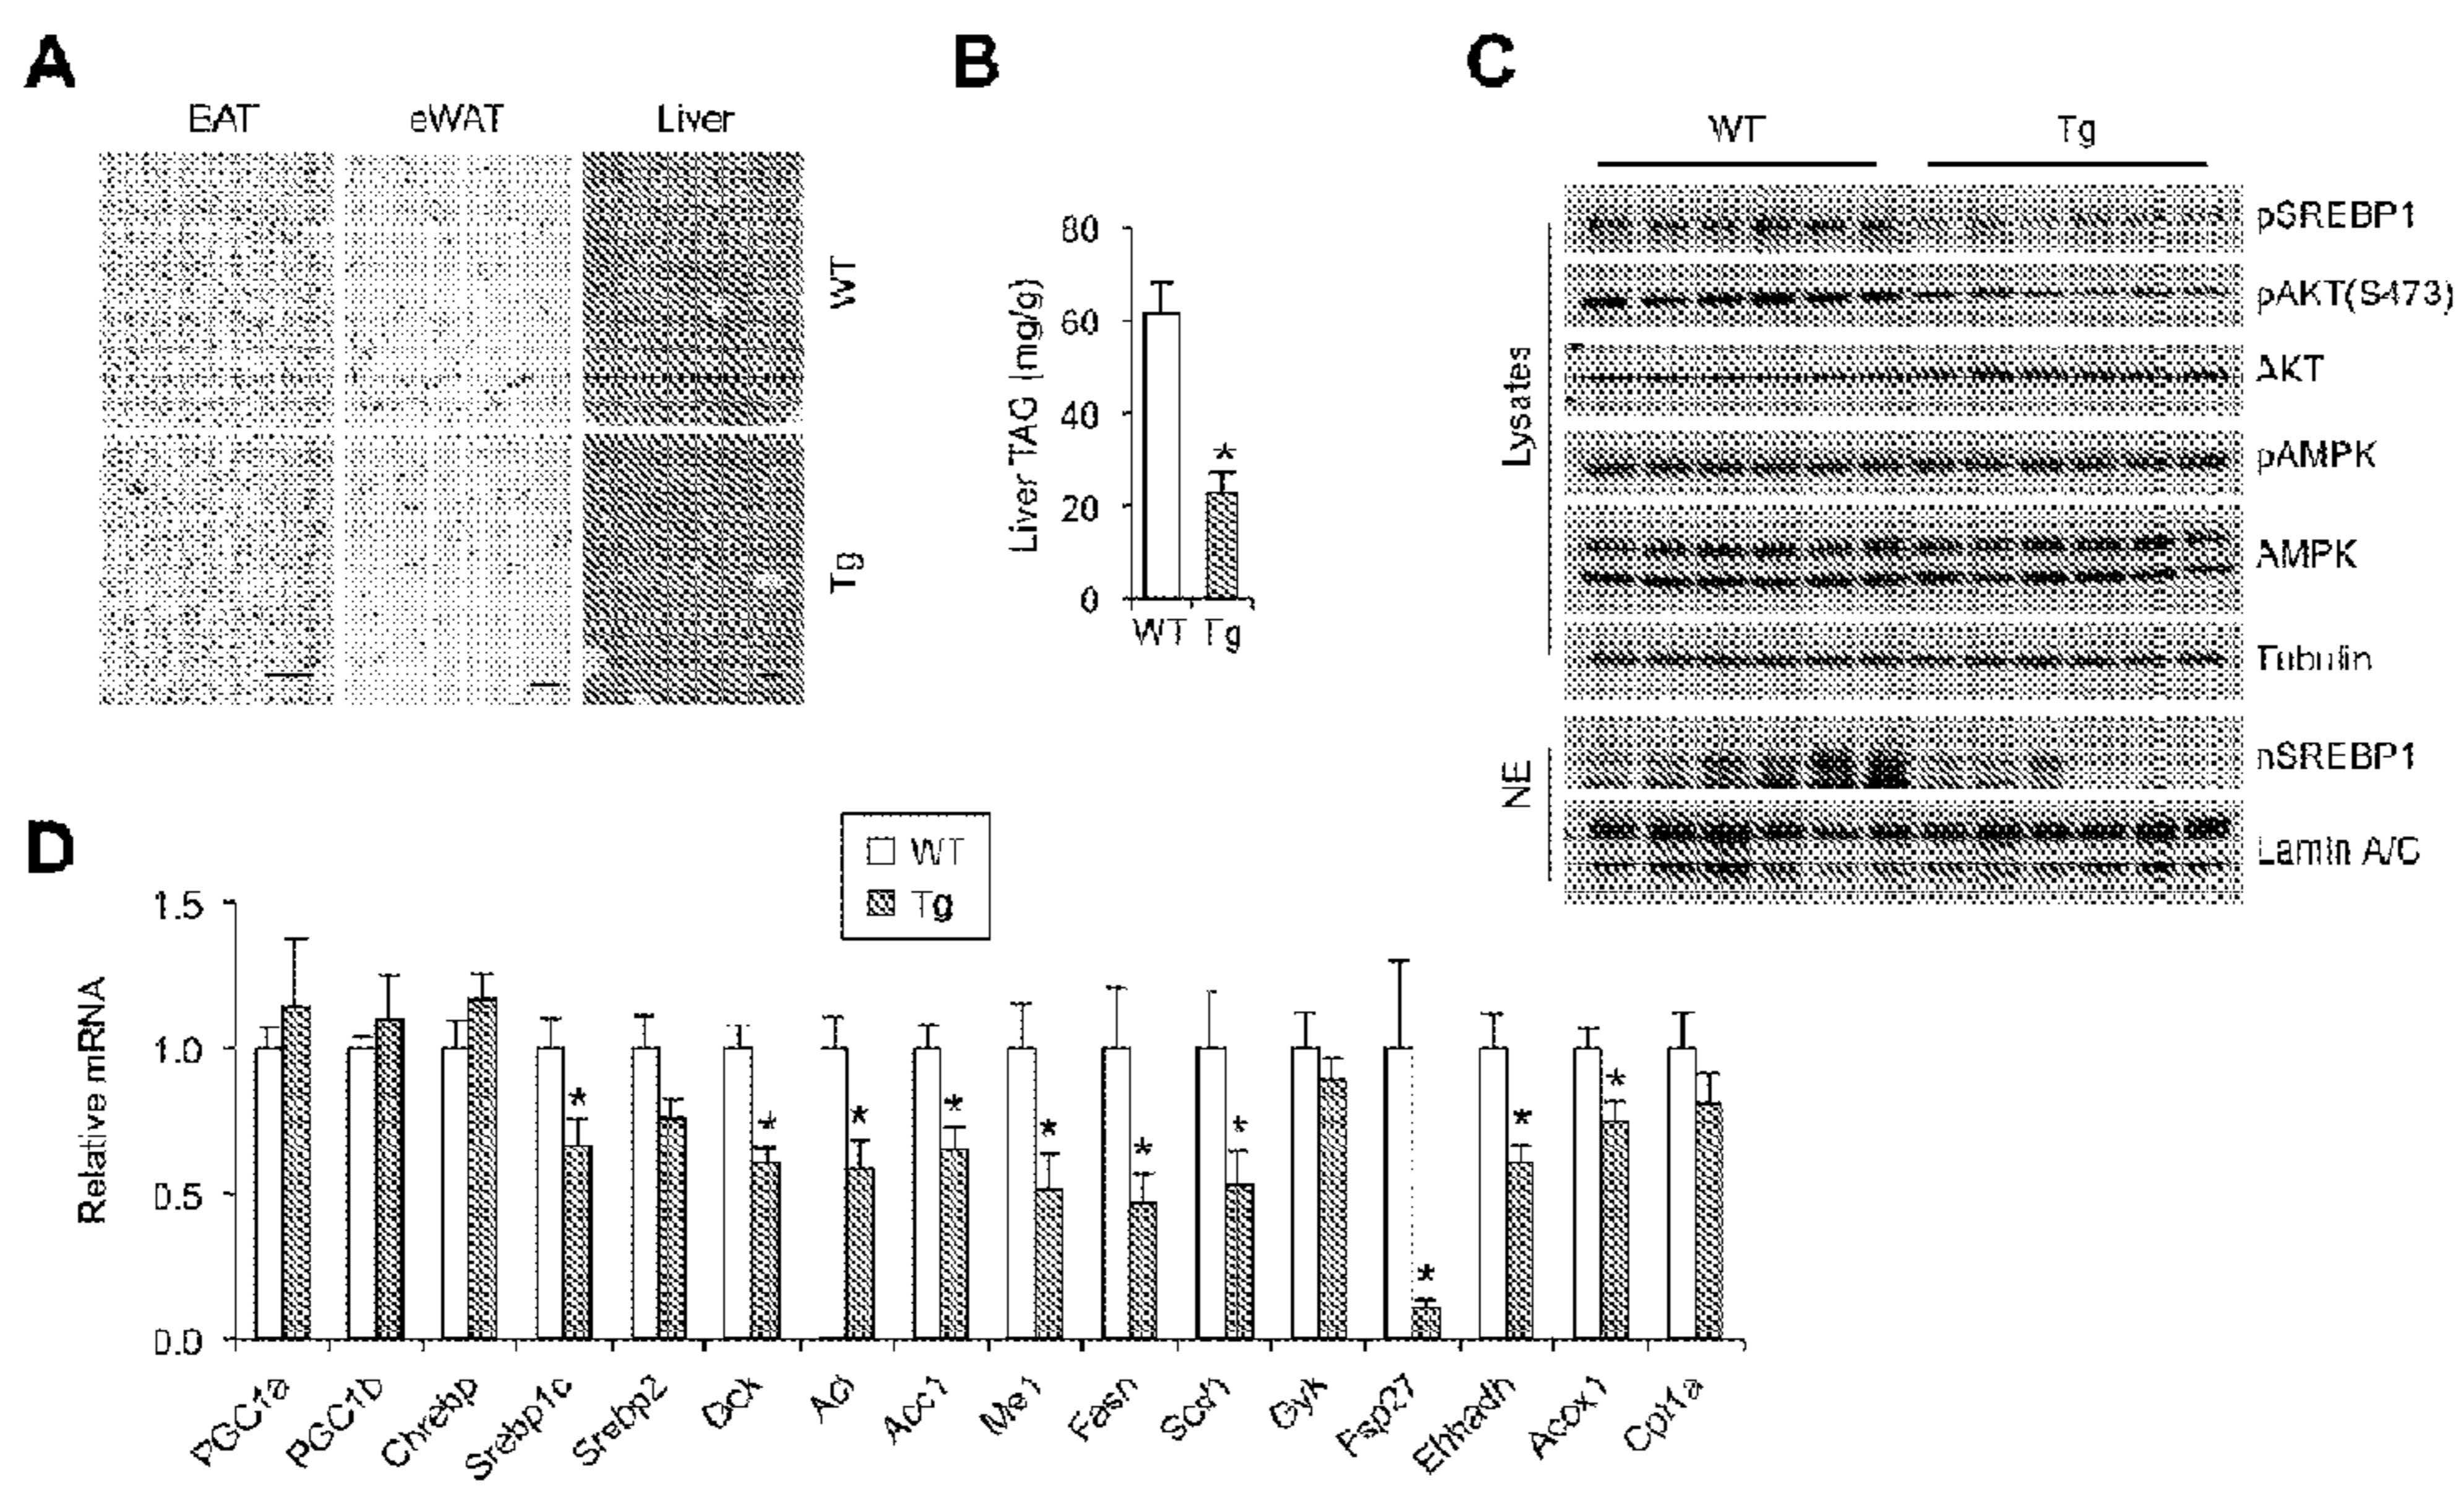 A
BAT eWAT Liver
WT
Tg
B
Liver TAG (mg/g)
80
60
40
20
0
WT Tg
C
WT Tg
Lysates
pSREBP1
pAKT(S473)
AKT
pAMPK
AMPK
Tubulin
NE
nSREBP1
Lamin A/C
D
WT
Tg
Relative mRNA
1.5
1.0
0.5
0.0
* * * * * * * * * *
PGC1a PGC1b Chrebp Srebp1c Srebp2 Gck Acl Acc1 Me1 Fasn Scd1 Gyk Fsp27 Ehhadh Acox1 Cpt1a